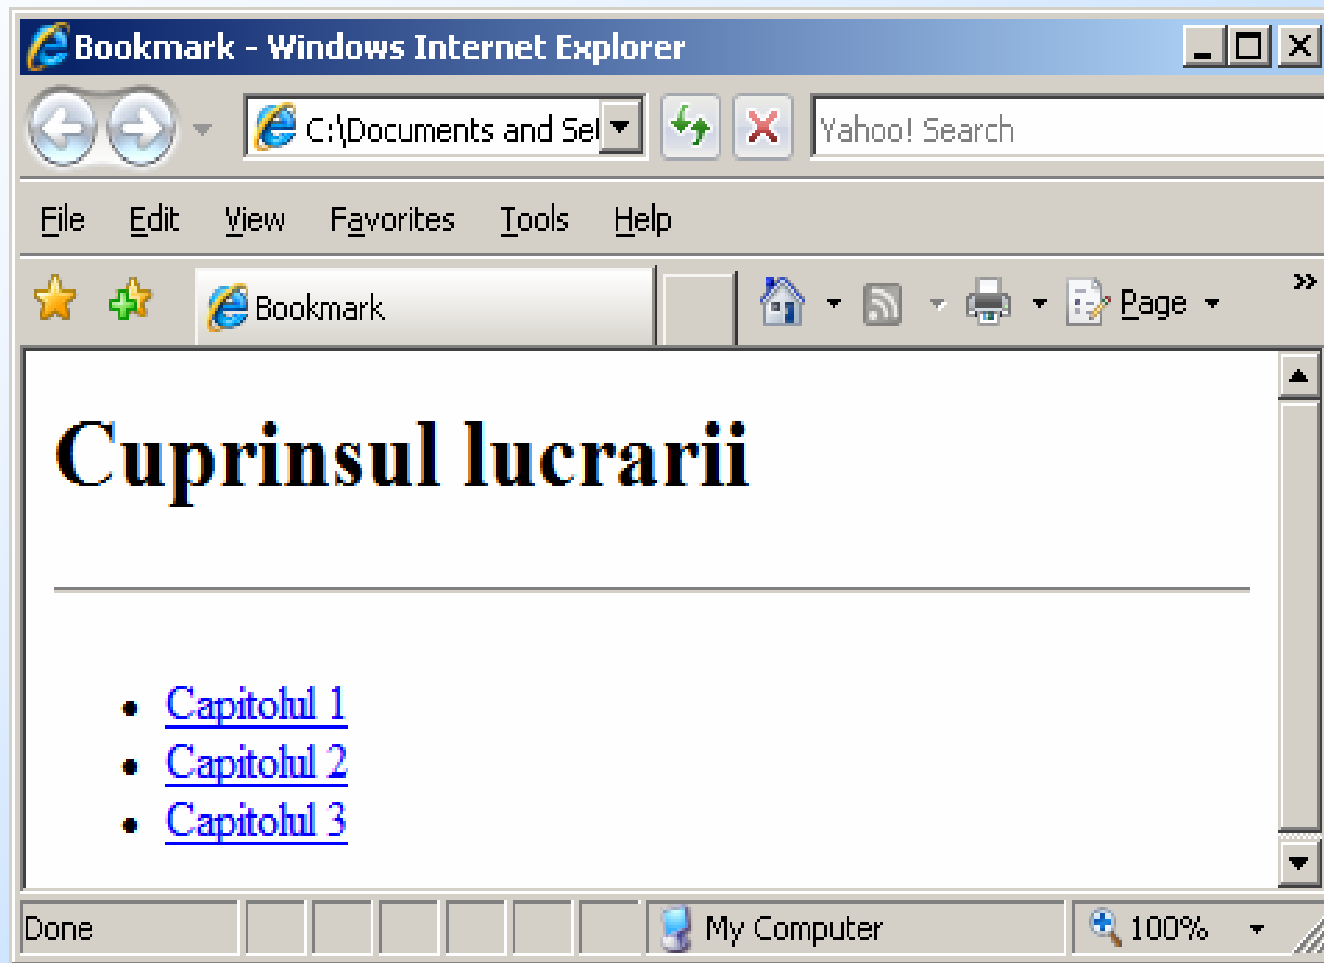 Bookmark - Windows Internet Explorer
C:\Documents and Set
Yahoo! Search
File Edit View Favorites Tools Help
Bookmark
Page
Cuprinsul lucrarii
Capitolul 1
Capitolul 2
Capitolul 3
Done
My Computer
100%